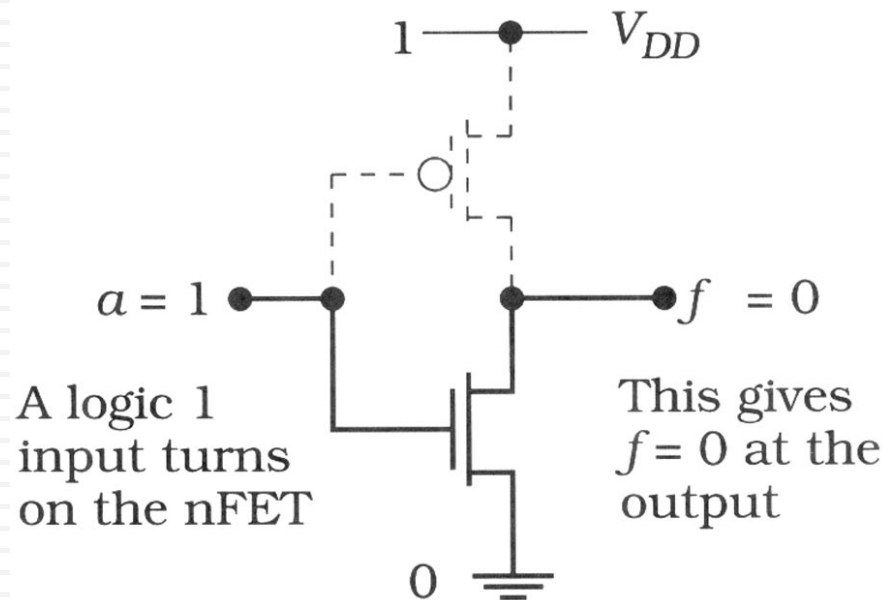 1 V_DD
a = 1
f = 0
A logic 1
input turns
on the nFET
This gives
f = 0 at the
output
0